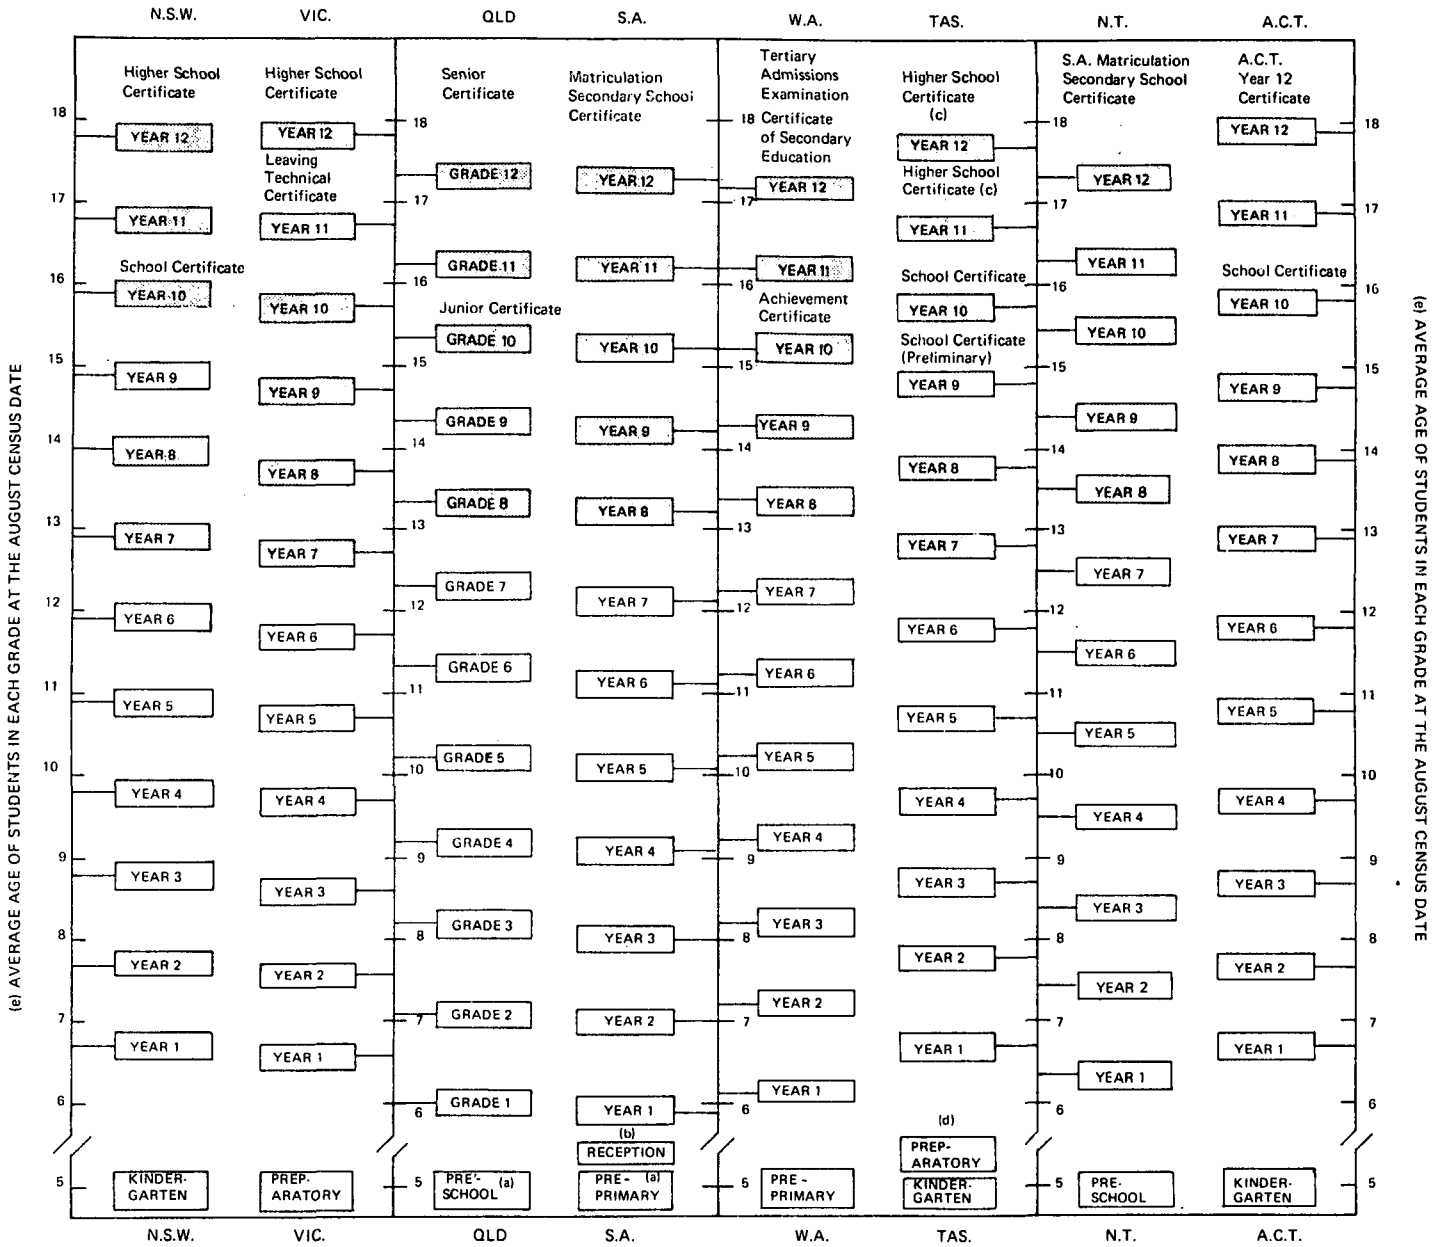 N.S.W. VIC. QLD S.A. W.A. TAS. N.T. A.C.T.
(e) AVERAGE AGE OF STUDENTS IN EACH GRADE AT THE AUGUST CENSUS DATE
18
17
16
15
14
13
12
11
10
9
8
7
6
5
Higher School
Certificate
YEAR 12
YEAR 11
School Certificate
YEAR 10
YEAR 9
YEAR 8
YEAR 7
YEAR 6
YEAR 5
YEAR 4
YEAR 3
YEAR 2
YEAR 1
KINDER-
GARTEN
Higher School
Certificate
YEAR 12
Leaving
Technical
Certificate
YEAR 11
YEAR 10
YEAR 9
YEAR 8
YEAR 7
YEAR 6
YEAR 5
YEAR 4
YEAR 3
YEAR 2
YEAR 1
PREP-
ARATORY
18
17
16
15
14
13
12
11
10
9
8
7
6
5
Senior
Certificate
GRADE 12
GRADE 11
Junior Certificate
GRADE 10
GRADE 9
GRADE 8
GRADE 7
GRADE 6
GRADE 5
GRADE 4
GRADE 3
GRADE 2
GRADE 1
PRE-
SCHOOL (a)
Matriculation
Secondary School
Certificate
YEAR 12
YEAR 11
YEAR 10
YEAR 9
YEAR 8
YEAR 7
YEAR 6
YEAR 5
YEAR 4
YEAR 3
YEAR 2
YEAR 1
(b)
RECEPTION
PRE- (a)
PRIMARY
18
17
16
15
14
13
12
11
10
9
8
7
6
5
Tertiary
Admissions
Examination
Certificate
of Secondary
Education
YEAR 12
YEAR 11
Achievement
Certificate
YEAR 10
YEAR 9
YEAR 8
YEAR 7
YEAR 6
YEAR 5
YEAR 4
YEAR 3
YEAR 2
YEAR 1
PRE-
PRIMARY
Higher School
Certificate
(c)
YEAR 12
Higher School
Certificate (c)
YEAR 11
School Certificate
YEAR 10
School Certificate
(Preliminary)
YEAR 9
YEAR 8
YEAR 7
YEAR 6
YEAR 5
YEAR 4
YEAR 3
YEAR 2
YEAR 1
(d)
PREP-
ARATORY
KINDER-
GARTEN
18
17
16
15
14
13
12
11
10
9
8
7
6
5
S.A. Matriculation
Secondary School
Certificate
YEAR 12
YEAR 11
YEAR 10
YEAR 9
YEAR 8
YEAR 7
YEAR 6
YEAR 5
YEAR 4
YEAR 3
YEAR 2
YEAR 1
PRE-
SCHOOL
A.C.T.
Year 12
Certificate
YEAR 12
YEAR 11
School Certificate
YEAR 10
YEAR 9
YEAR 8
YEAR 7
YEAR 6
YEAR 5
YEAR 4
YEAR 3
YEAR 2
YEAR 1
KINDER-
GARTEN
18
17
16
15
14
13
12
11
10
9
8
7
6
5
(e) AVERAGE AGE OF STUDENTS IN EACH GRADE AT THE AUGUST CENSUS DATE
N.S.W. VIC. QLD S.A. W.A. TAS. N.T. A.C.T.